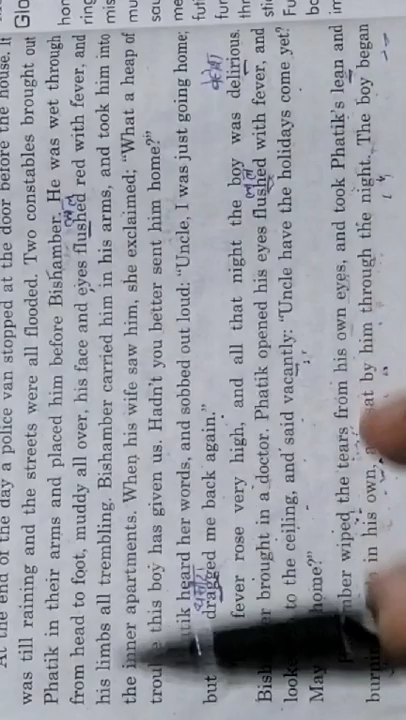 At the end of the day a police van stopped at the door before the house. It
was till raining and the streets were all flooded. Two constables brought out
Phatik in their arms and placed him before Bishamber. He was wet through
from head to foot, muddy all over, his face and eyes flushed red with fever, and
his limbs all trembling. Bishamber carried him in his arms, and took him into
the inner apartments. When his wife saw him, she exclaimed; “What a heap of
trouble this boy has given us. Hadn't you better sent him home?”
heard her words, and sobbed out loud: “Uncle, I was just going home;
but dragged me back again.”
fever rose very high, and all that night the boy was delirious.
brought in a doctor. Phatik opened his eyes flushed with fever, and
to the ceiling, and said vacantly: “Uncle have the holidays come yet?
May home?”
wiped the tears from his own eyes, and took Phatik's lean and
in his own, by him through the night. The boy began